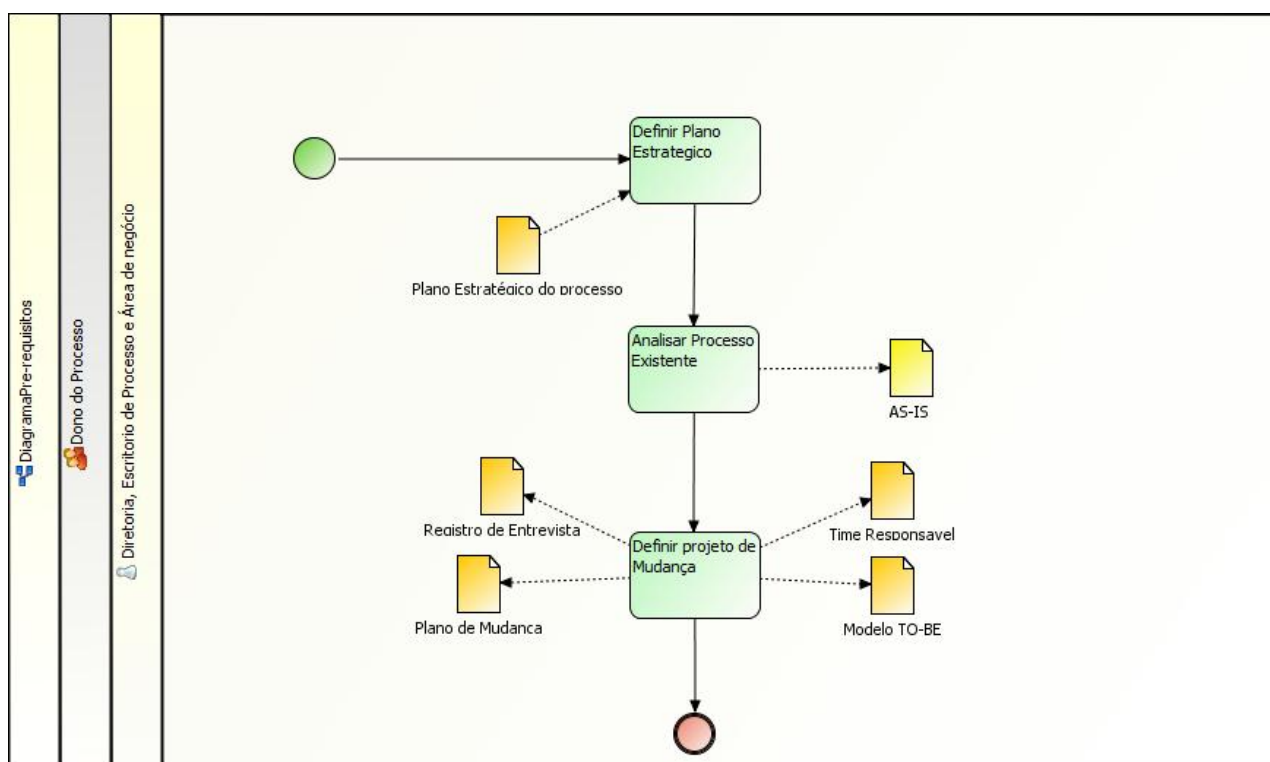 DiagramaPre-requisitos
Dono do Processo
Diretoria, Escritorio de Processo e Área de negócio
Definir Plano
Estrategico
Plano Estratégico do processo
Analisar Processo
Existente
AS-IS
Registro de Entrevista
Time Responsavel
Definir projeto de
Mudança
Plano de Mudança
Modelo TO-BE